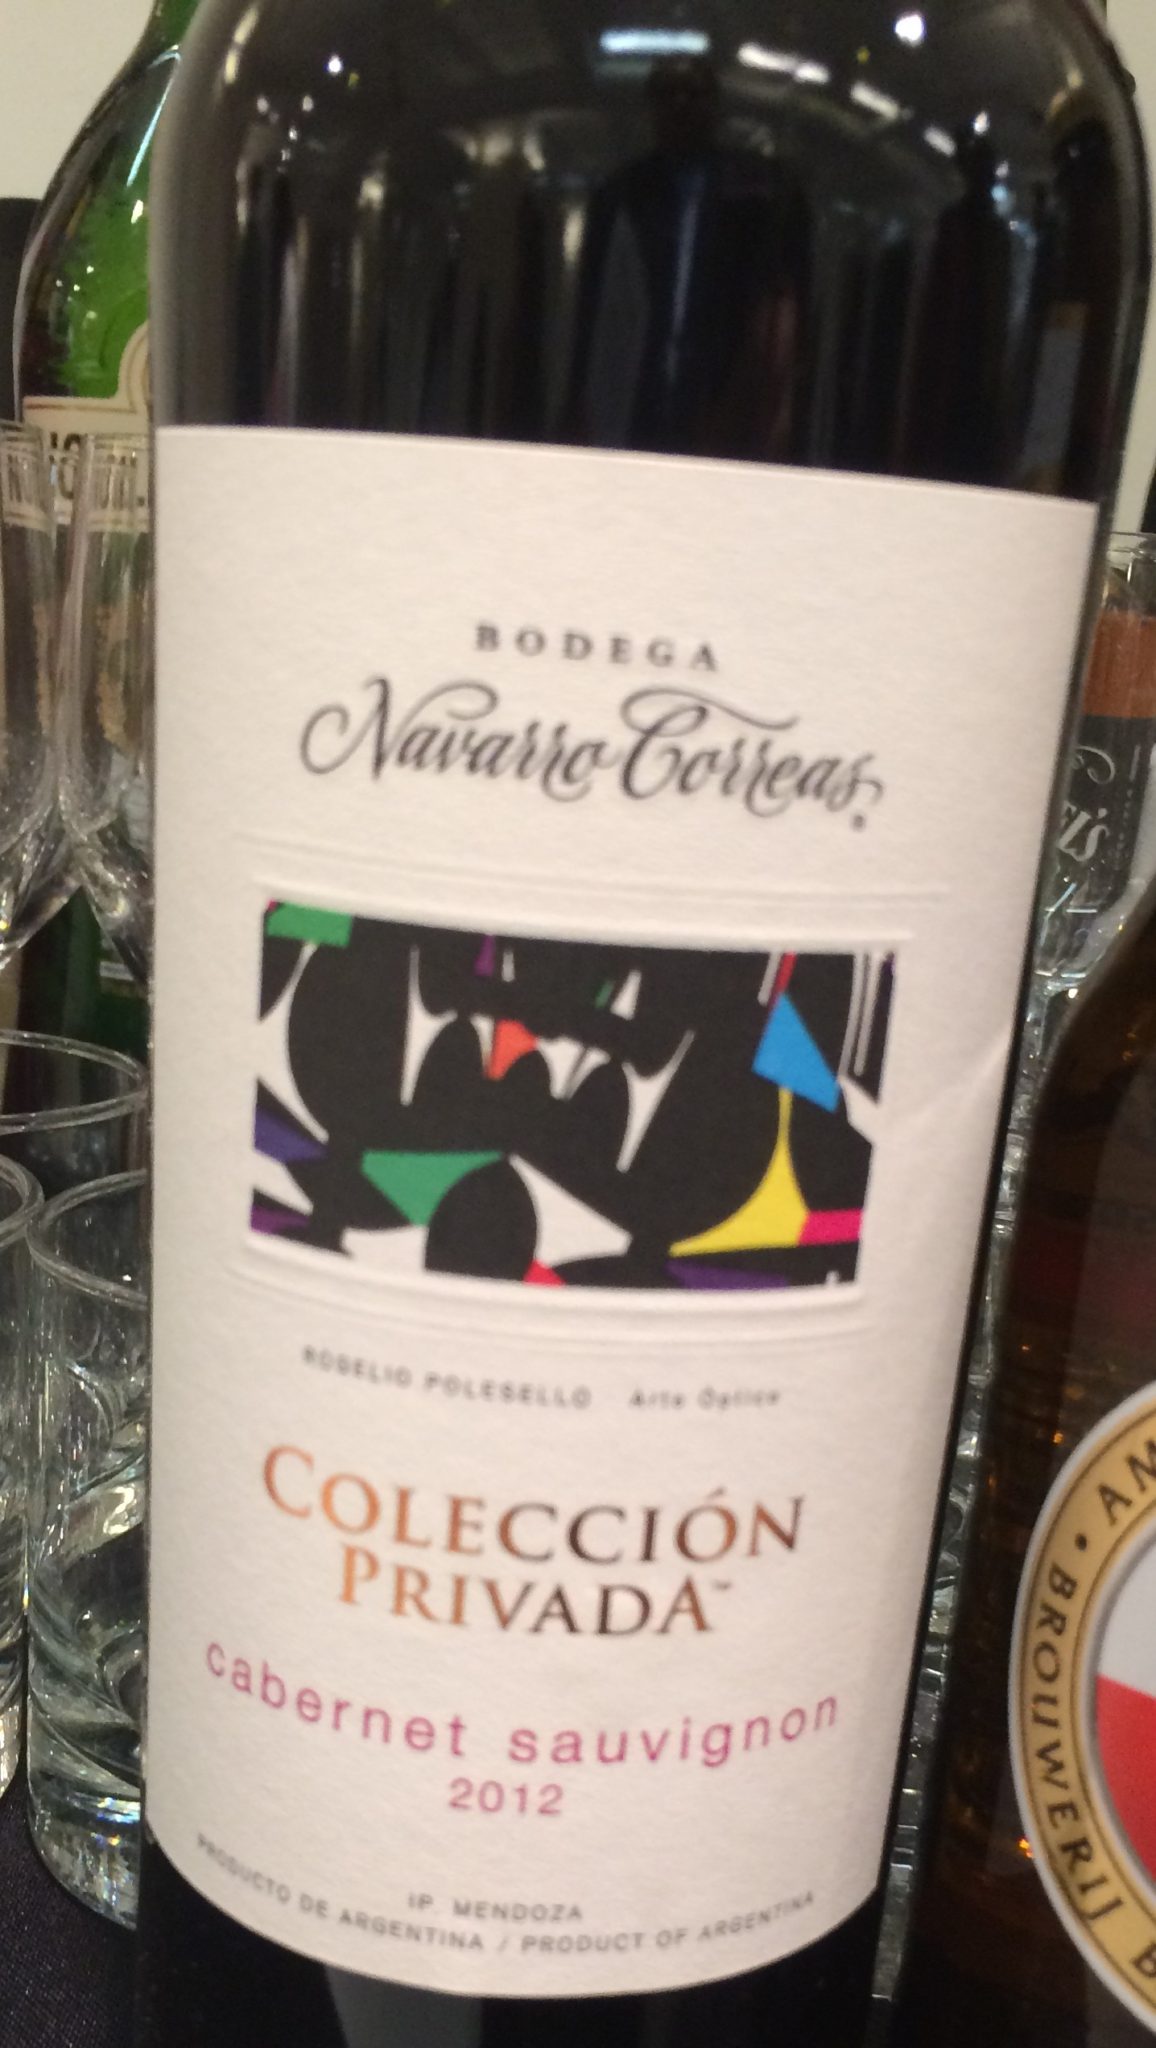 BODEGA
Navarro Correas
ROGELIO POLESELLO Arte Óptico
COLECCIÓN
PRIVADA™
cabernet sauvignon
2012
IP. MENDOZA
PRODUCTO DE ARGENTINA / PRODUCT OF ARGENTINA
• BROUWERIJ